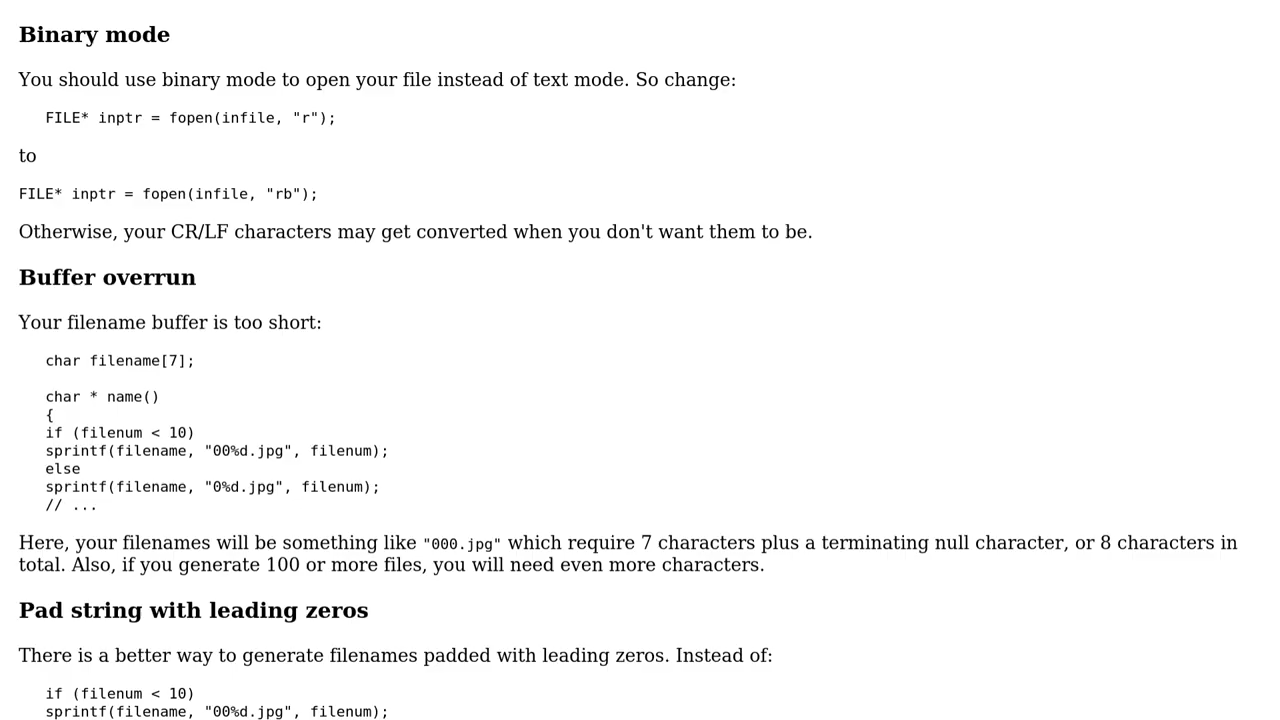 Binary mode
You should use binary mode to open your file instead of text mode. So change:
FILE* inptr = fopen(infile, "r");
to
FILE* inptr = fopen(infile, "rb");
Otherwise, your CR/LF characters may get converted when you don't want them to be.
Buffer overrun
Your filename buffer is too short:
char filename[7];
char * name()
{
if (filenum < 10)
sprintf(filename, "00%d.jpg", filenum);
else
sprintf(filename, "0%d.jpg", filenum);
// ...
Here, your filenames will be something like "000.jpg" which require 7 characters plus a terminating null character, or 8 characters in
total. Also, if you generate 100 or more files, you will need even more characters.
Pad string with leading zeros
There is a better way to generate filenames padded with leading zeros. Instead of:
if (filenum < 10)
sprintf(filename, "00%d.jpg", filenum);